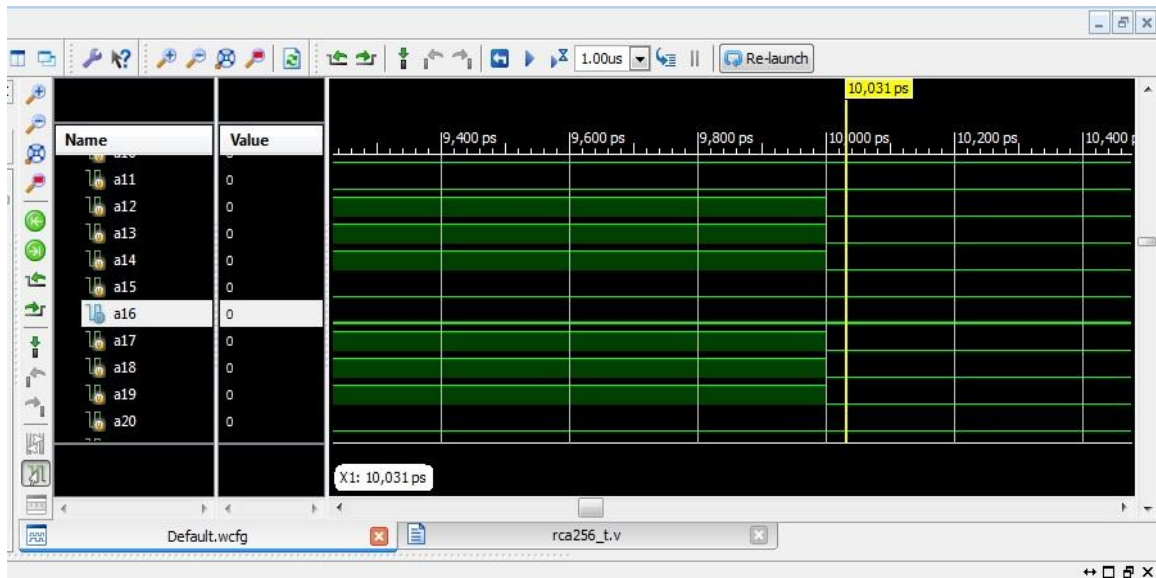 1.00us Re-launch
10,031 ps
Name Value 9,400 ps 9,600 ps 9,800 ps 10,000 ps 10,200 ps 10,400 p
a11 0
a12 0
a13 0
a14 0
a15 0
a16 0
a17 0
a18 0
a19 0
a20 0
X1: 10,031 ps
Default.wcfg rca256_t.v